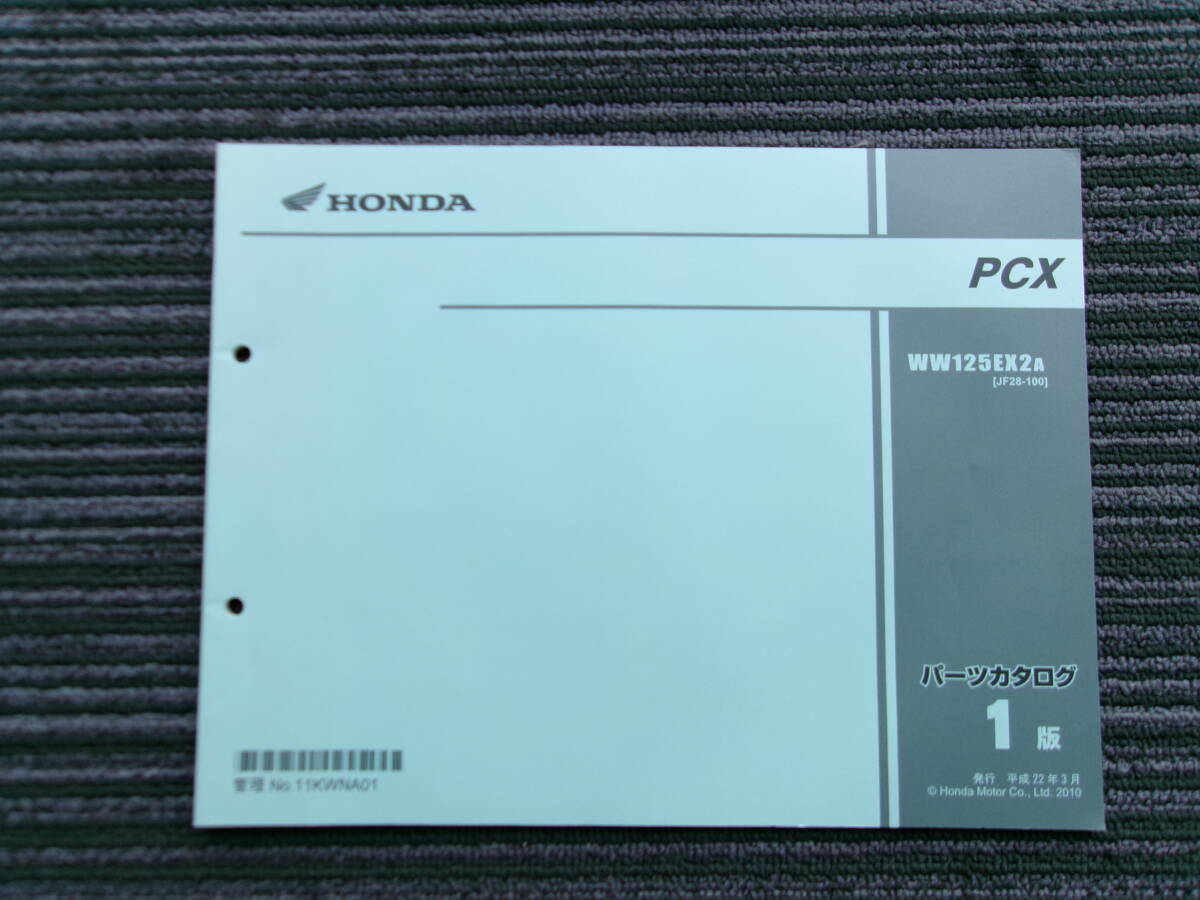 HONDA
PCX
WW125EX2A
[JF28-100]
パーツカタログ
1版
発行 平成22年3月
© Honda Motor Co., Ltd. 2010
管理 No.11KWNA01